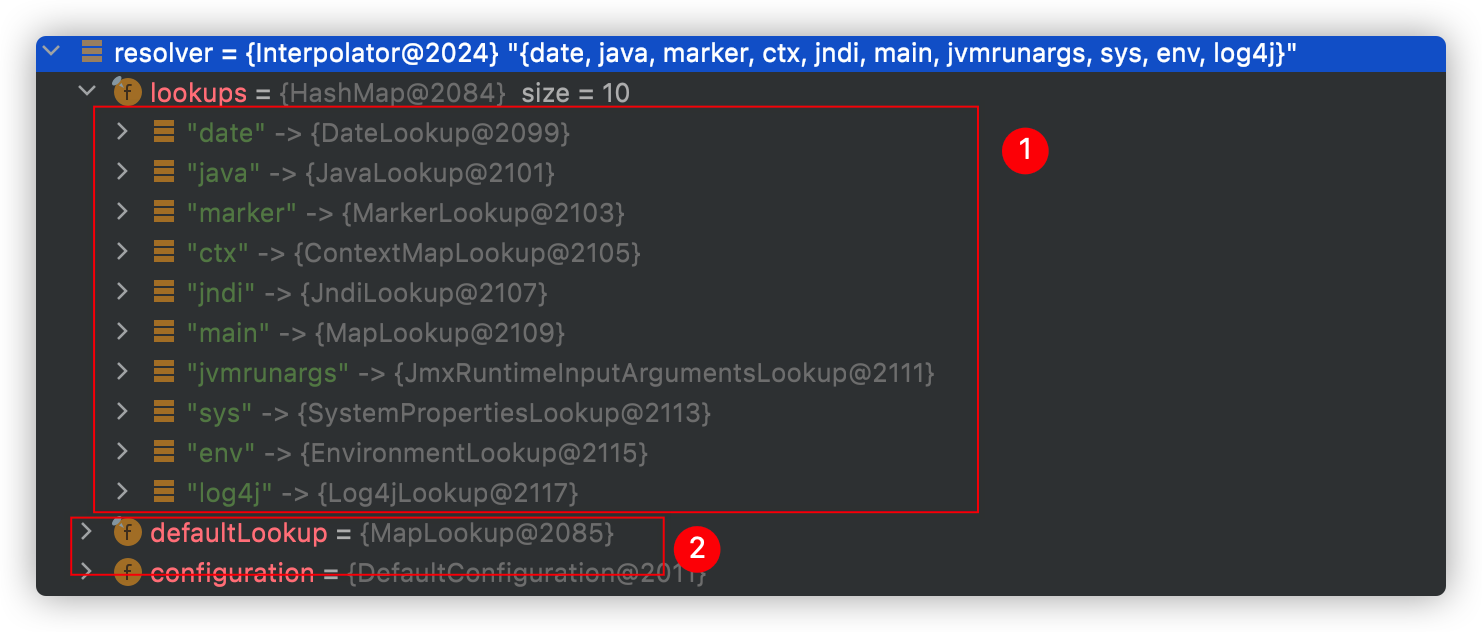 resolver = {Interpolator@2024} "{date, java, marker, ctx, jndi, main, jvmrunargs, sys, env, log4j}"
f lookups = {HashMap@2084} size = 10
"date" -> {DateLookup@2099}
1
"java" -> {JavaLookup@2101}
"marker" -> {MarkerLookup@2103}
"ctx" -> {ContextMapLookup@2105}
"jndi" -> {JndiLookup@2107}
"main" -> {MapLookup@2109}
"jvmrunargs" -> {JmxRuntimeInputArgumentsLookup@2111}
"sys" -> {SystemPropertiesLookup@2113}
"env" -> {EnvironmentLookup@2115}
"log4j" -> {Log4jLookup@2117}
f defaultLookup = {MapLookup@2085}
2
f configuration = {DefaultConfiguration@2011}